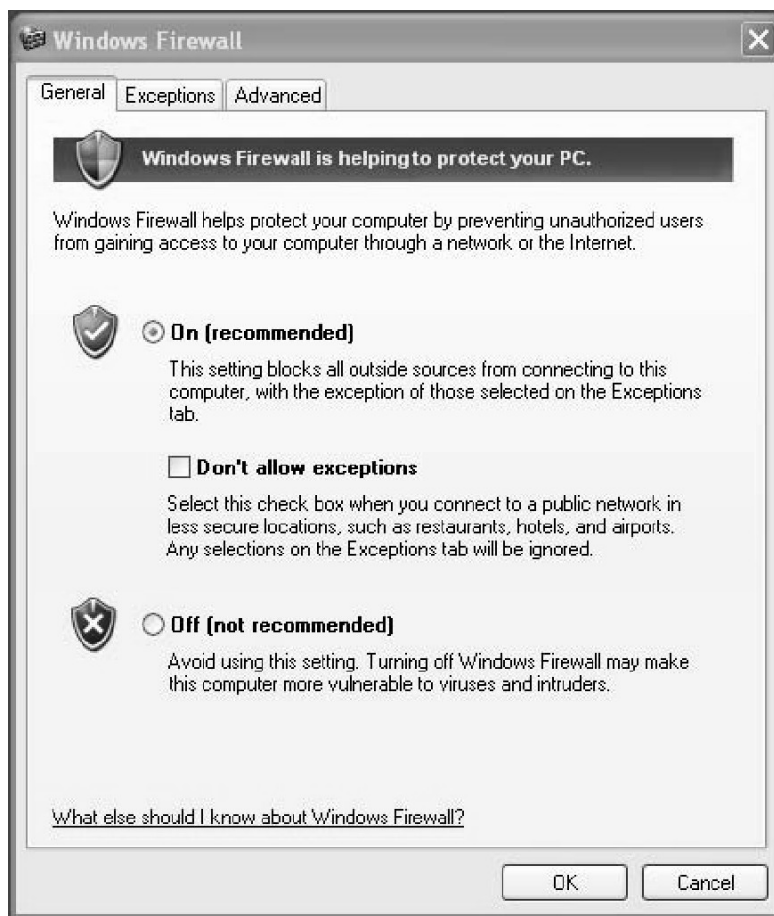 Windows Firewall
General
Exceptions
Advanced
Windows Firewall is helping to protect your PC.
Windows Firewall helps protect your computer by preventing unauthorized users
from gaining access to your computer through a network or the Internet.
On (recommended)
This setting blocks all outside sources from connecting to this
computer, with the exception of those selected on the Exceptions
tab.
Don't allow exceptions
Select this check box when you connect to a public network in
less secure locations, such as restaurants, hotels, and airports.
Any selections on the Exceptions tab will be ignored.
Off (not recommended)
Avoid using this setting. Turning off Windows Firewall may make
this computer more vulnerable to viruses and intruders.
What else should I know about Windows Firewall?
OK
Cancel